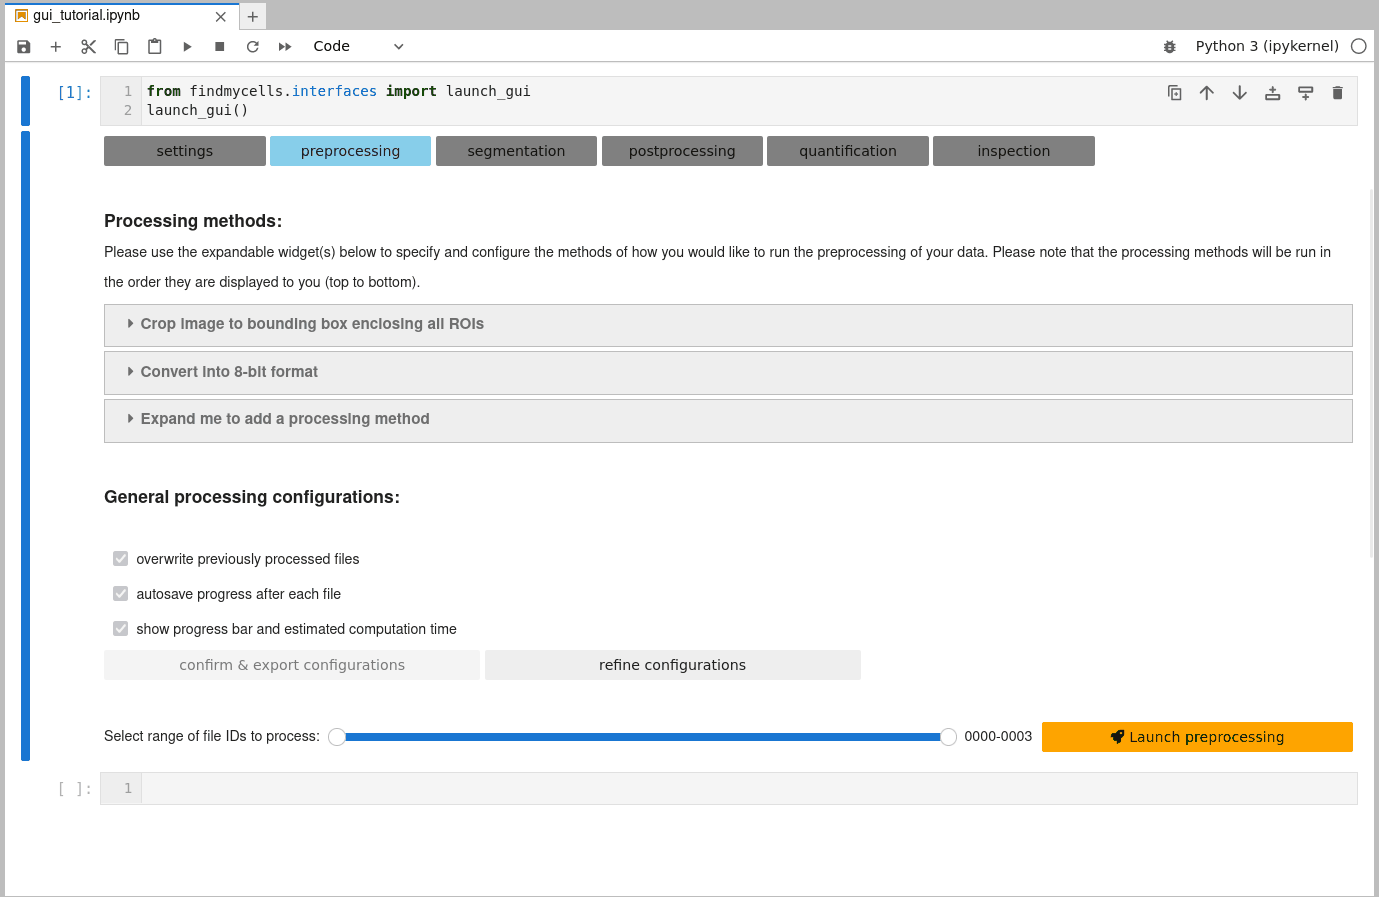 gui_tutorial.ipynb
Code
Python 3 (ipykernel)
[1]:
1 from findmycells.interfaces import launch_gui
2 launch_gui()
settings preprocessing segmentation postprocessing quantification inspection
Processing methods:
Please use the expandable widget(s) below to specify and configure the methods of how you would like to run the preprocessing of your data. Please note that the processing methods will be run in
the order they are displayed to you (top to bottom).
Crop image to bounding box enclosing all ROIs
Convert into 8-bit format
Expand me to add a processing method
General processing configurations:
overwrite previously processed files
autosave progress after each file
show progress bar and estimated computation time
confirm & export configurations refine configurations
Select range of file IDs to process: 0000-0003 Launch preprocessing
[ ]: 1